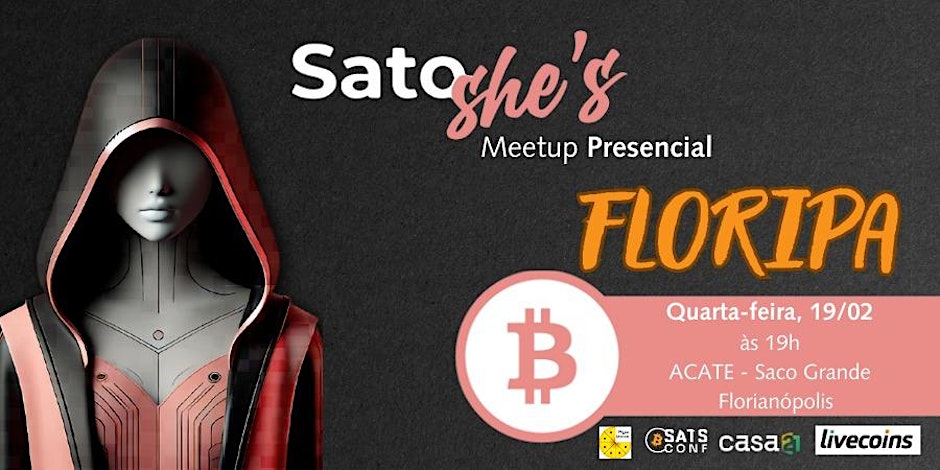 Satoshe's
Meetup Presencial
FLORIPA
Quarta-feira, 19/02
às 19h
ACATE - Saco Grande
Florianópolis
SATS
CONF
casa21
livecoins